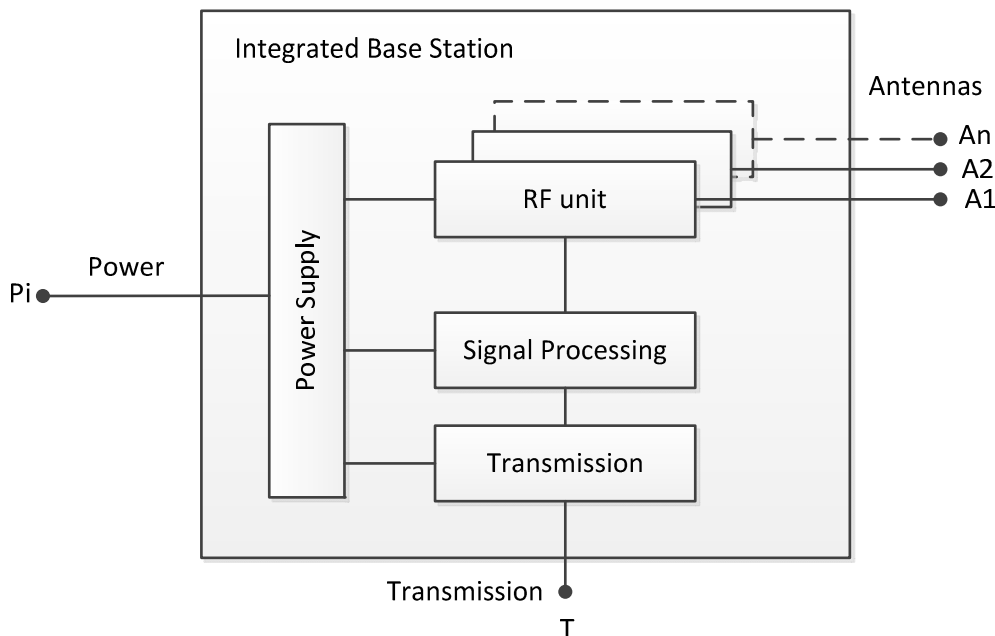 Integrated Base Station
Antennas
An
A2
A1
RF unit
Power
Pi
Power Supply
Signal Processing
Transmission
Transmission
T